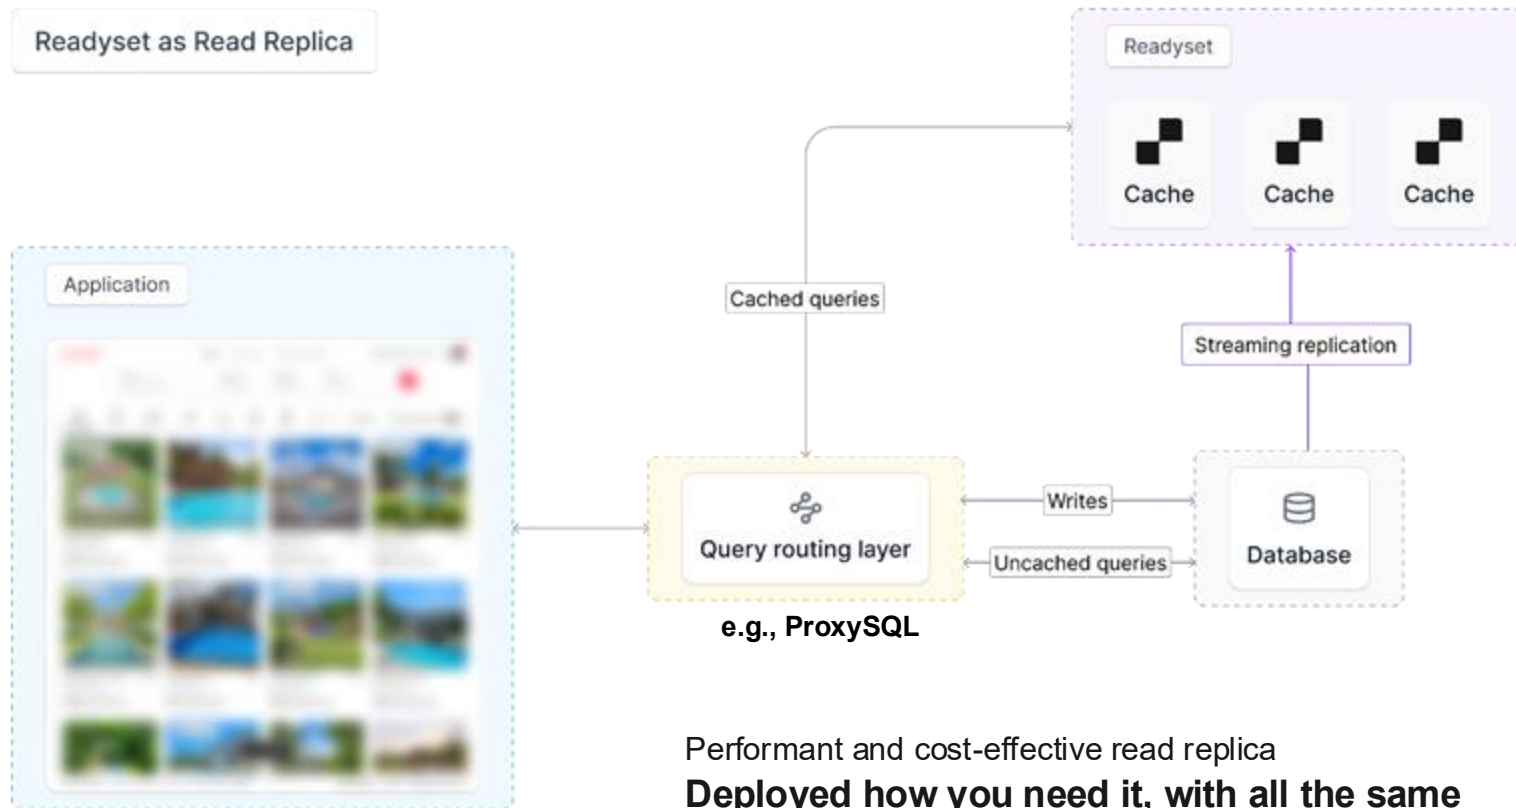 Readyset as Read Replica
Readyset
Cache
Cache
Cache
Application
Cached queries
Streaming replication
Query routing layer
Writes
Uncached queries
Database
e.g., ProxySQL
Performant and cost-effective read replica
Deployed how you need it, with all the same